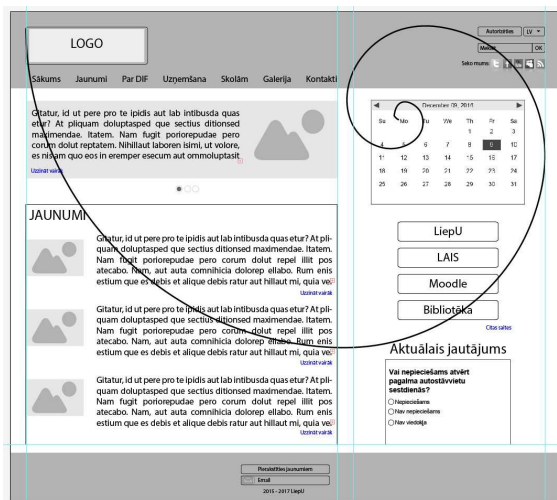 LOGO
Autorizēties
LV
Meklēt
OK
Seko mums:
Sākums Jaunumi Par DIF Uzņemšana Skolām Galerija Kontakti
Gitatur, id ut pere pro te ipidis aut lab intibusda quas
etur? At pliquam doluptasped que sectius ditionsed
maximendae. Itatem. Nam fugit poriorepudae pero
corum dolut reptatem. Nihillaut laboren isimi, ut volore,
es nis am quo eos in eremper esecum aut ommoluptasit
Uzzināt vairāk
December 09, 2016
Su Mo Tu We Th Fr Sa
1 2 3
4 5 6 7 8 9 10
11 12 13 14 15 16 17
18 19 20 21 22 23 24
25 26 27 28 29 30 31
JAUNUMI
Gitatur, id ut pere pro te ipidis aut lab intibusda quas etur? At pli-
quam doluptasped que sectius ditionsed maximendae. Itatem.
Nam fugit poriorepudae pero corum dolut repel illit pos
atecabo. Nam, aut auta comnihicia dolorep ellabo. Rum enis
estium que es debis et alique debis ratur aut hillaut mi, quia ve
Uzzināt vairāk
Gitatur, id ut pere pro te ipidis aut lab intibusda quas etur? At pli-
quam doluptasped que sectius ditionsed maximendae. Itatem.
Nam fugit poriorepudae pero corum dolut repel illit pos
atecabo. Nam, aut auta comnihicia dolorep ellabo. Rum enis
estium que es debis et alique debis ratur aut hillaut mi, quia ve
Uzzināt vairāk
Gitatur, id ut pere pro te ipidis aut lab intibusda quas etur? At pli-
quam doluptasped que sectius ditionsed maximendae. Itatem.
Nam fugit poriorepudae pero corum dolut repel illit pos
atecabo. Nam, aut auta comnihicia dolorep ellabo. Rum enis
estium que es debis et alique debis ratur aut hillaut mi, quia ve
Uzzināt vairāk
LiepU
LAIS
Moodle
Bibliotēka
Citas saites
Aktuālais jautājums
Vai nepieciešams atvērt
pagalma autostāvvietu
sestdienās?
Nepieciešams
Nav nepieciešams
Nav viedokļa
Pierakstīties jaunumiem
Email
2015 - 2017 LiepU